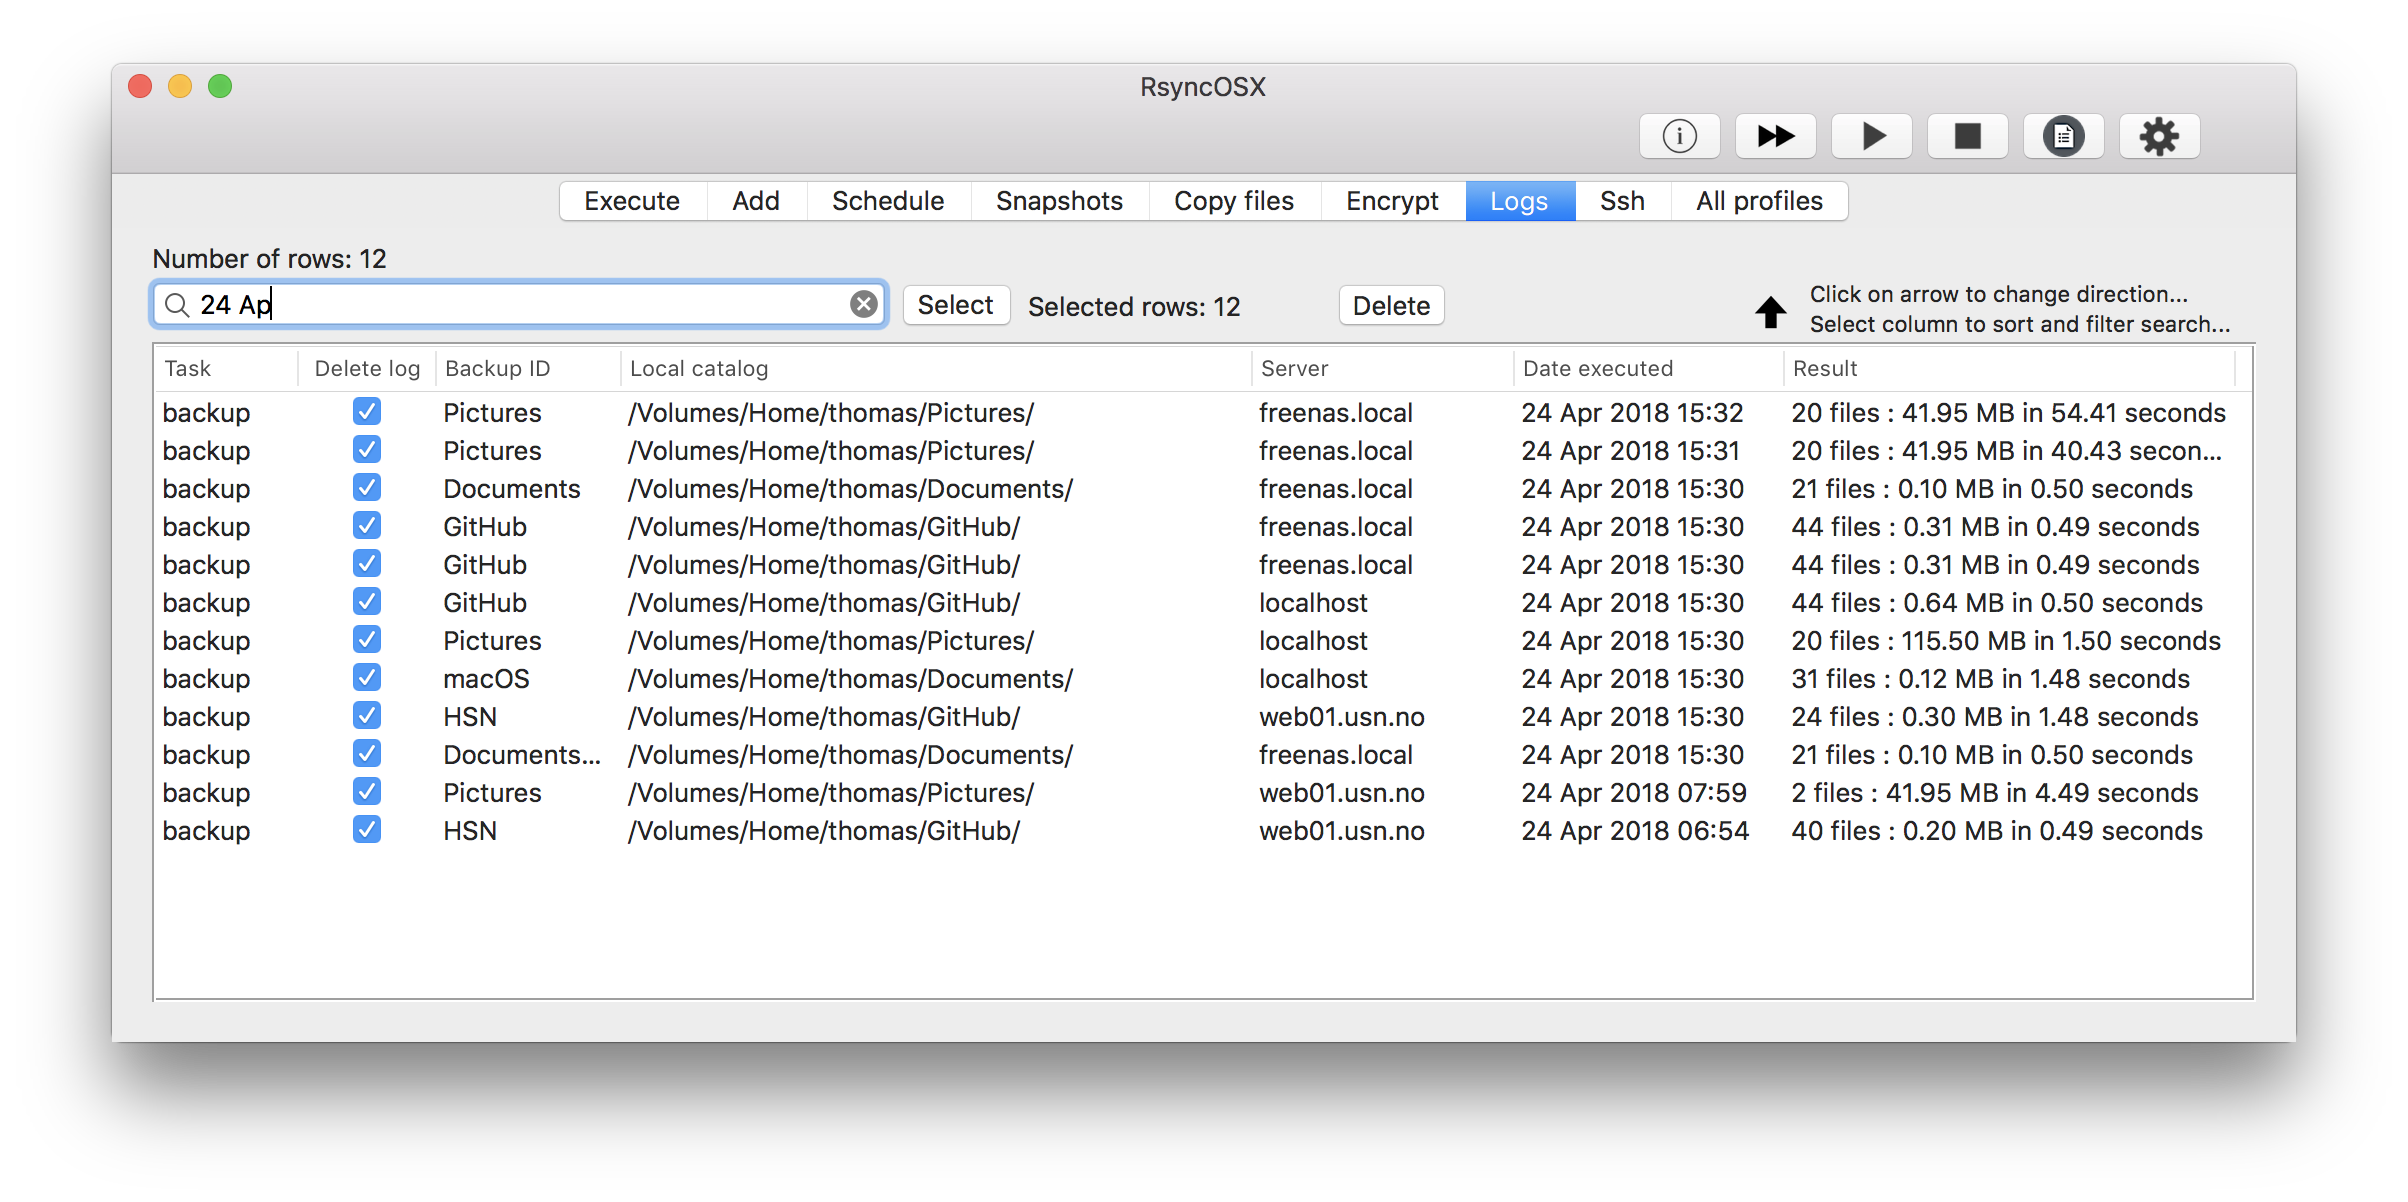 RsyncOSX
Execute Add Schedule Snapshots Copy files Encrypt Logs Ssh All profiles
Number of rows: 12
24 Ap Select Selected rows: 12 Delete
Click on arrow to change direction...
Select column to sort and filter search...
Task Delete log Backup ID Local catalog Server Date executed Result
backup Pictures /Volumes/Home/thomas/Pictures/ freenas.local 24 Apr 2018 15:32 20 files : 41.95 MB in 54.41 seconds
backup Pictures /Volumes/Home/thomas/Pictures/ freenas.local 24 Apr 2018 15:31 20 files : 41.95 MB in 40.43 secon...
backup Documents /Volumes/Home/thomas/Documents/ freenas.local 24 Apr 2018 15:30 21 files : 0.10 MB in 0.50 seconds
backup GitHub /Volumes/Home/thomas/GitHub/ freenas.local 24 Apr 2018 15:30 44 files : 0.31 MB in 0.49 seconds
backup GitHub /Volumes/Home/thomas/GitHub/ freenas.local 24 Apr 2018 15:30 44 files : 0.31 MB in 0.49 seconds
backup GitHub /Volumes/Home/thomas/GitHub/ localhost 24 Apr 2018 15:30 44 files : 0.64 MB in 0.50 seconds
backup Pictures /Volumes/Home/thomas/Pictures/ localhost 24 Apr 2018 15:30 20 files : 115.50 MB in 1.50 seconds
backup macOS /Volumes/Home/thomas/Documents/ localhost 24 Apr 2018 15:30 31 files : 0.12 MB in 1.48 seconds
backup HSN /Volumes/Home/thomas/GitHub/ web01.usn.no 24 Apr 2018 15:30 24 files : 0.30 MB in 1.48 seconds
backup Documents... /Volumes/Home/thomas/Documents/ freenas.local 24 Apr 2018 15:30 21 files : 0.10 MB in 0.50 seconds
backup Pictures /Volumes/Home/thomas/Pictures/ web01.usn.no 24 Apr 2018 07:59 2 files : 41.95 MB in 4.49 seconds
backup HSN /Volumes/Home/thomas/GitHub/ web01.usn.no 24 Apr 2018 06:54 40 files : 0.20 MB in 0.49 seconds